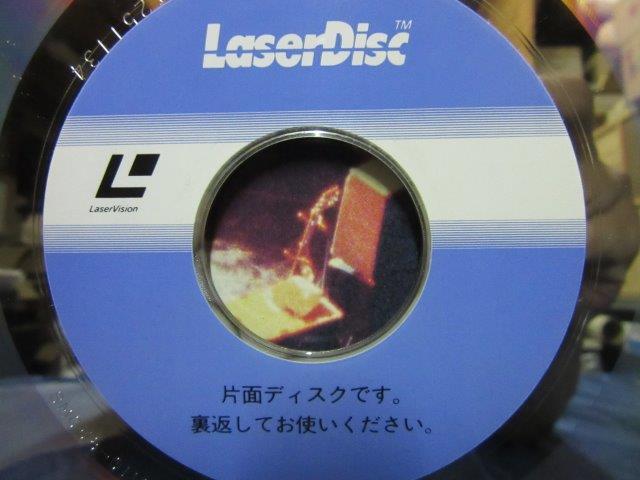 LaserDisc™
LaserVision
片面ディスクです。
裏返してお使いください。